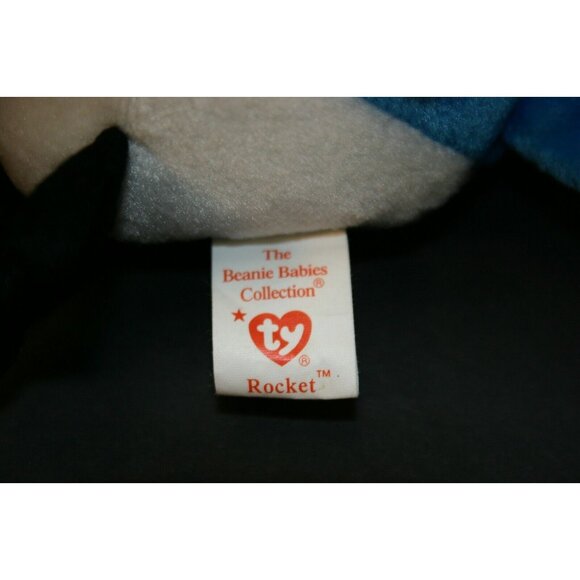 The
Beanie Babies
Collection®
ty®
Rocket™